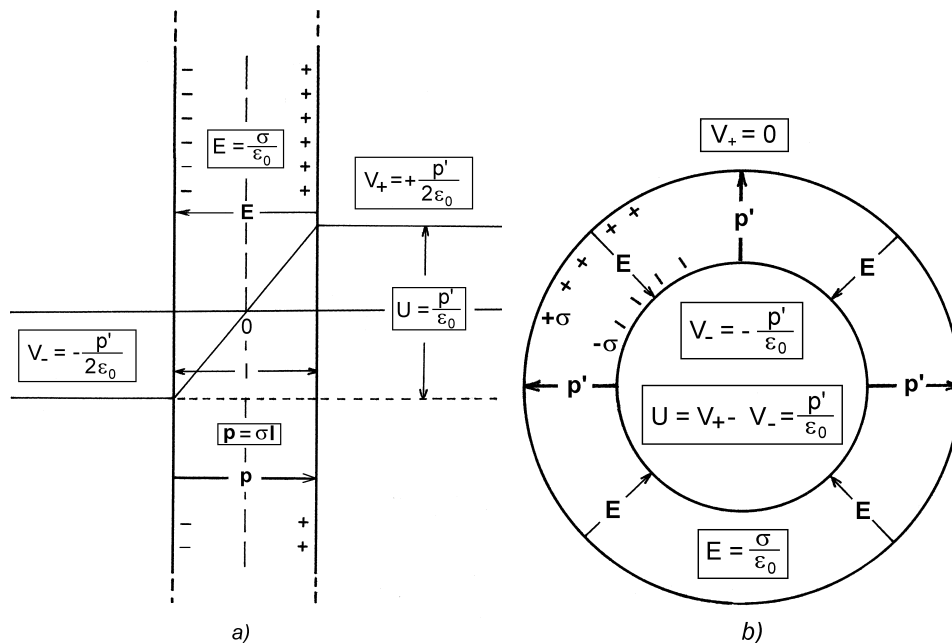 E = σ/ε₀
V₊ = + p'/2ε₀
E
U = p'/ε₀
0
V₋ = - p'/2ε₀
l
p = σl
p
a)
V₊ = 0
p'
E
E
+σ
-σ
V₋ = - p'/ε₀
p'
p'
U = V₊ - V₋ = p'/ε₀
E
E
E = σ/ε₀
b)